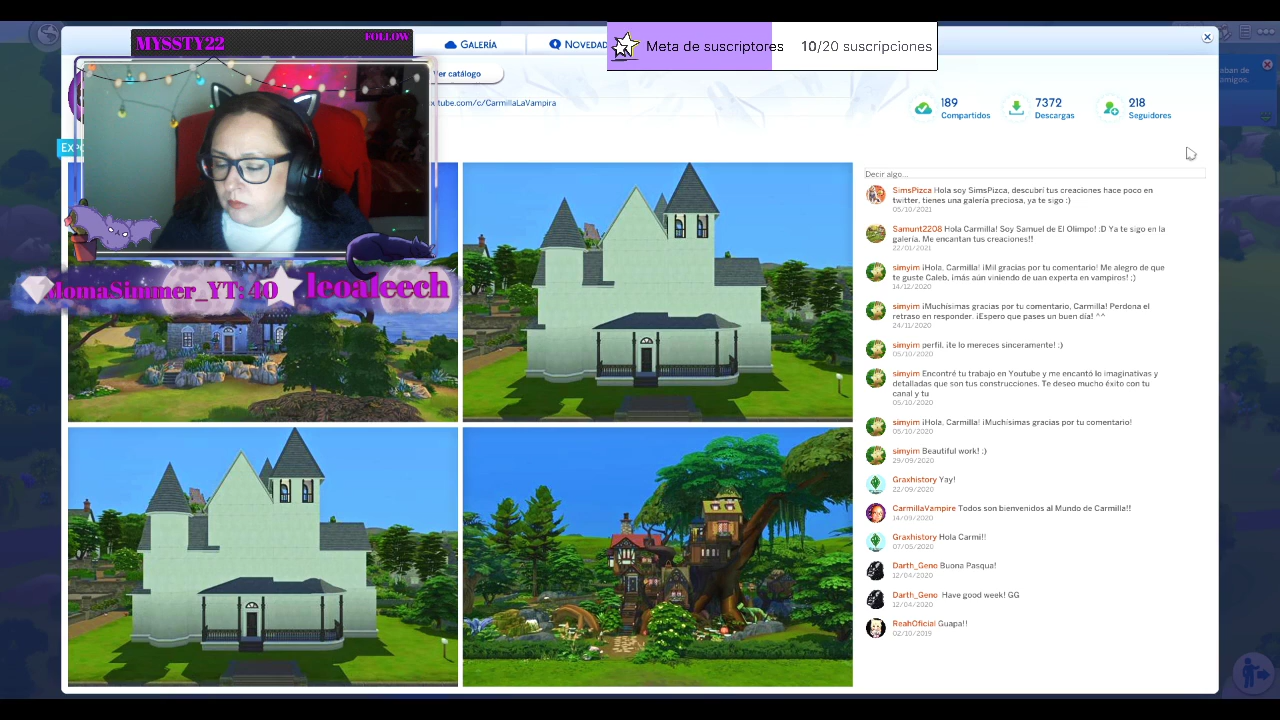 MYSSTY22
FOLLOW
GALERÍA
NOVEDAD
Meta de suscriptores 10/20 suscripciones
Ver catálogo
utube.com/c/CarmillaLaVampira
189
Compartidos
7372
Descargas
218
Seguidores
Decir algo...
SimsPizca Hola soy SimsPizca, descubrí tus creaciones hace poco en
twitter, tienes una galería preciosa, ya te sigo :)
05/10/2021
Samunt2208 Hola Carmilla! Soy Samuel de El Olimpo! :D Ya te sigo en la
galería. Me encantan tus creaciones!!
22/01/2021
simyim ¡Hola, Carmilla! ¡Mil gracias por tu comentario! Me alegro de que
te guste Caleb, ¡más aún viniendo de uan experta en vampiros! ;)
14/12/2020
simyim ¡Muchísimas gracias por tu comentario, Carmilla! Perdona el
retraso en responder. ¡Espero que pases un buen día! ^^
24/11/2020
simyim perfil, ¡te lo mereces sinceramente! :)
05/10/2020
simyim Encontré tu trabajo en Youtube y me encantó lo imaginativas y
detalladas que son tus construcciones. Te deseo mucho éxito con tu
canal y tu
05/10/2020
simyim ¡Hola, Carmilla! ¡Muchísimas gracias por tu comentario!
05/10/2020
simyim Beautiful work! ;)
29/09/2020
Graxhistory Yay!
22/09/2020
CarmillaVampire Todos son bienvenidos al Mundo de Carmilla!!
14/09/2020
Graxhistory Hola Carmi!!
07/05/2020
Darth_Geno Buona Pasqua!
12/04/2020
Darth_Geno Have good week! GG
12/04/2020
ReahOficial Guapa!!
02/10/2019
MomaSimmer_YT: 40
leoaleech